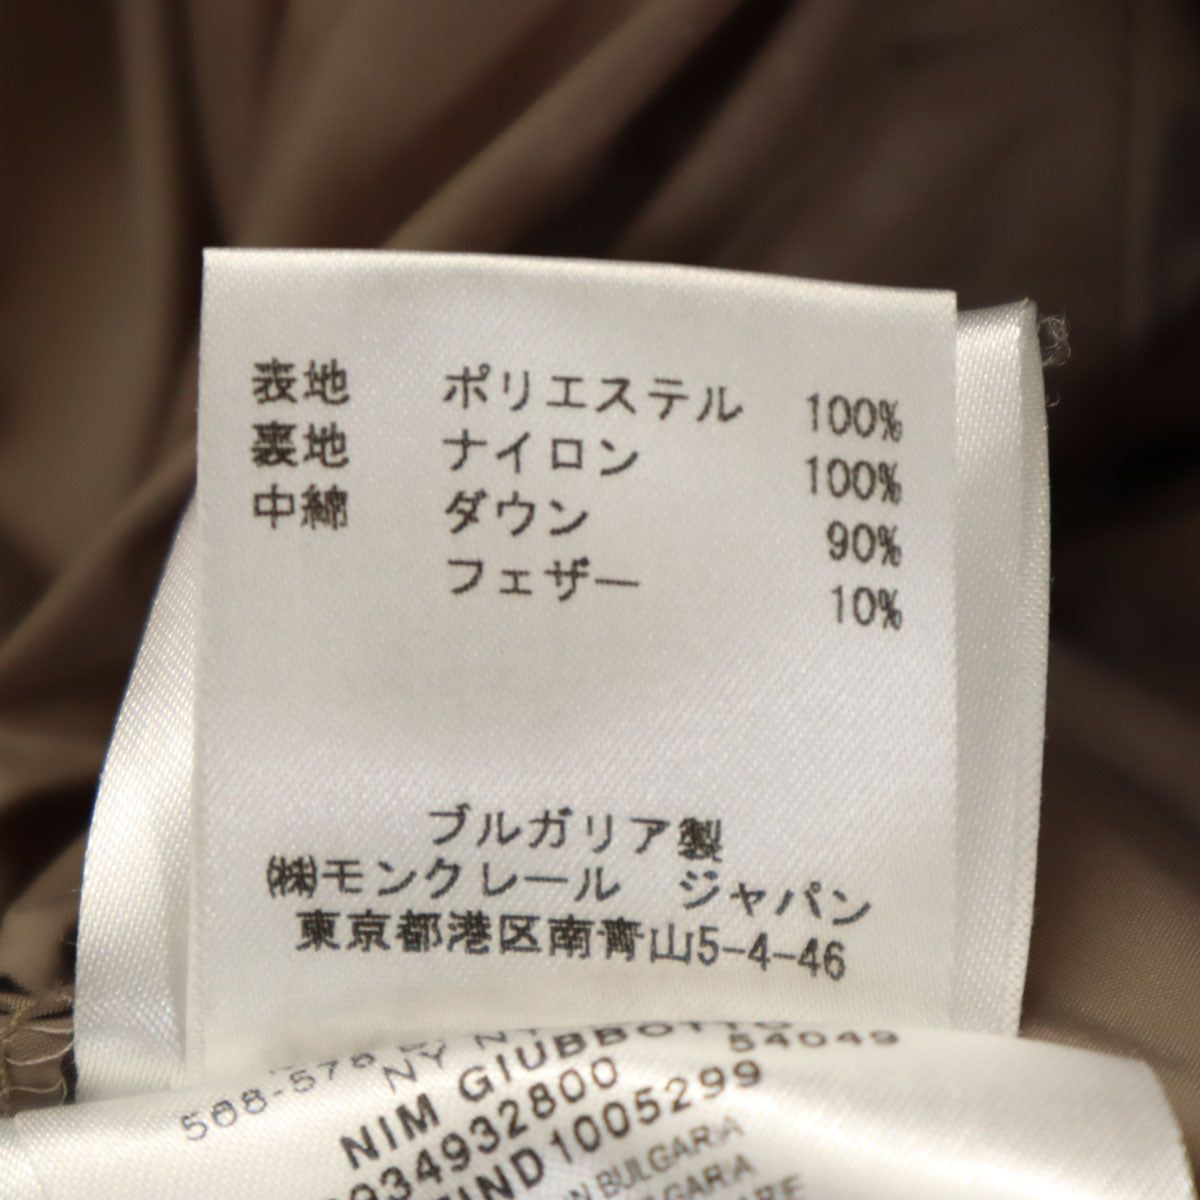 表地 ポリエステル 100%
裏地 ナイロン 100%
中綿 ダウン 90%
フェザー 10%
ブルガリア製
㈱モンクレール ジャパン
東京都港区南青山5-4-46
NIM GIUBBOTTO
54049
934932800
1005299
BULGARIA